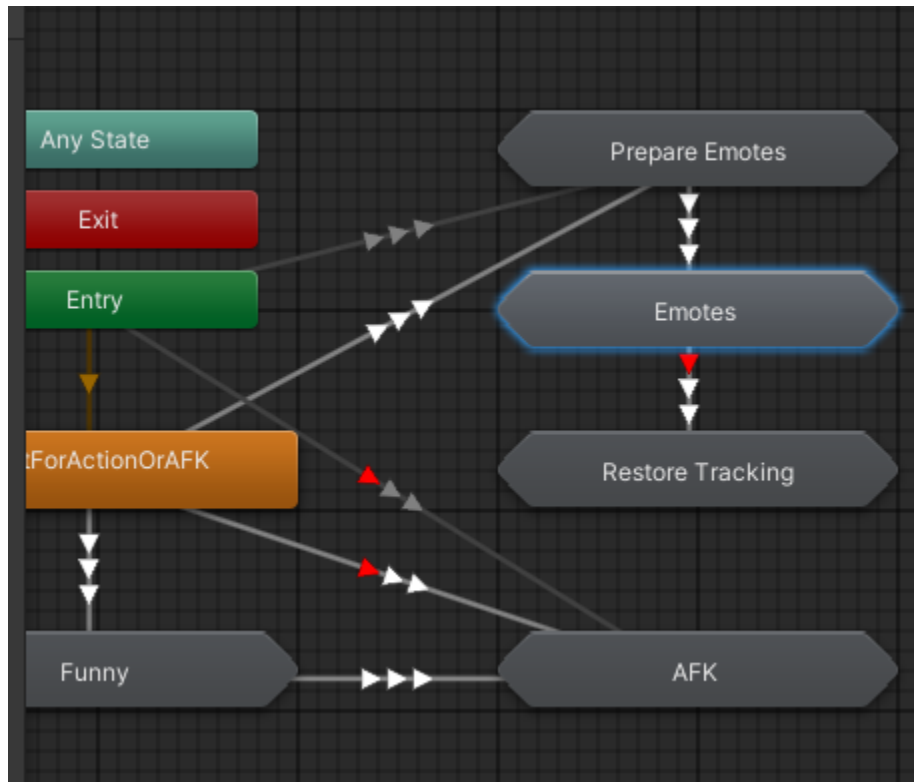 Any State
Prepare Emotes
Exit
Entry
Emotes
tForActionOrAFK
Restore Tracking
Funny
AFK